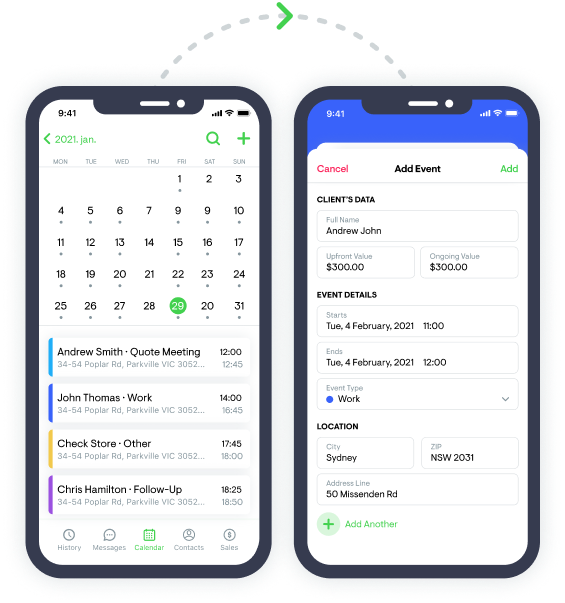 9:41
2021. jan.
MON TUE WED THU FRI SAT SUN
1 2 3
4 5 6 7 9 9 10
11 12 13 14 15 16 17
18 19 20 21 22 23 24
25 26 27 28 29 20 31
Andrew Smith · Quote Meeting 12:00
34-54 Poplar Rd, Parkville VIC 3052... 12:45
John Thomas · Work 14:00
34-54 Poplar Rd, Parkville VIC 3052... 16:45
Check Store · Other 17:45
34-54 Poplar Rd, Parkville VIC 3052... 18:00
Chris Hamilton · Follow-Up 18:25
34-54 Poplar Rd, Parkville VIC 3052... 18:50
History Messages Calendar Contacts Sales
9:41
Cancel Add Event Add
CLIENT'S DATA
Full Name
Andrew John
Upfront Value Ongoing Value
$300.00 $300.00
EVENT DETAILS
Starts
Tue, 4 February, 2021 11:00
Ends
Tue, 4 February, 2021 12:00
Event Type
Work
LOCATION
City ZIP
Sydney NSW 2031
Address Line
50 Missenden Rd
Add Another